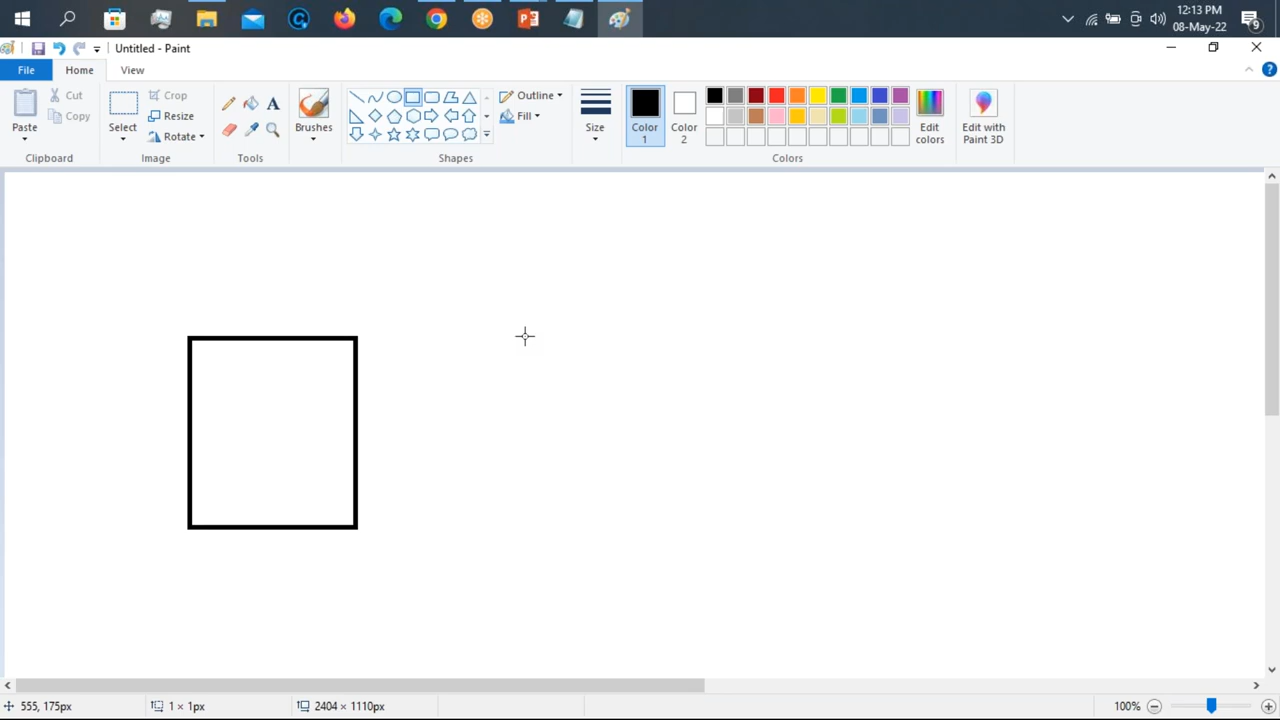 12:13 PM
08-May-22
9
Untitled - Paint
File
Home
View
Paste
Cut
Copy
Clipboard
Select
Crop
Resize
Rotate
Image
A
Tools
Brushes
Outline
Fill
Shapes
Size
Color 1
Color 2
Edit colors
Colors
Edit with Paint 3D
555, 175px
1 × 1px
2404 × 1110px
100%